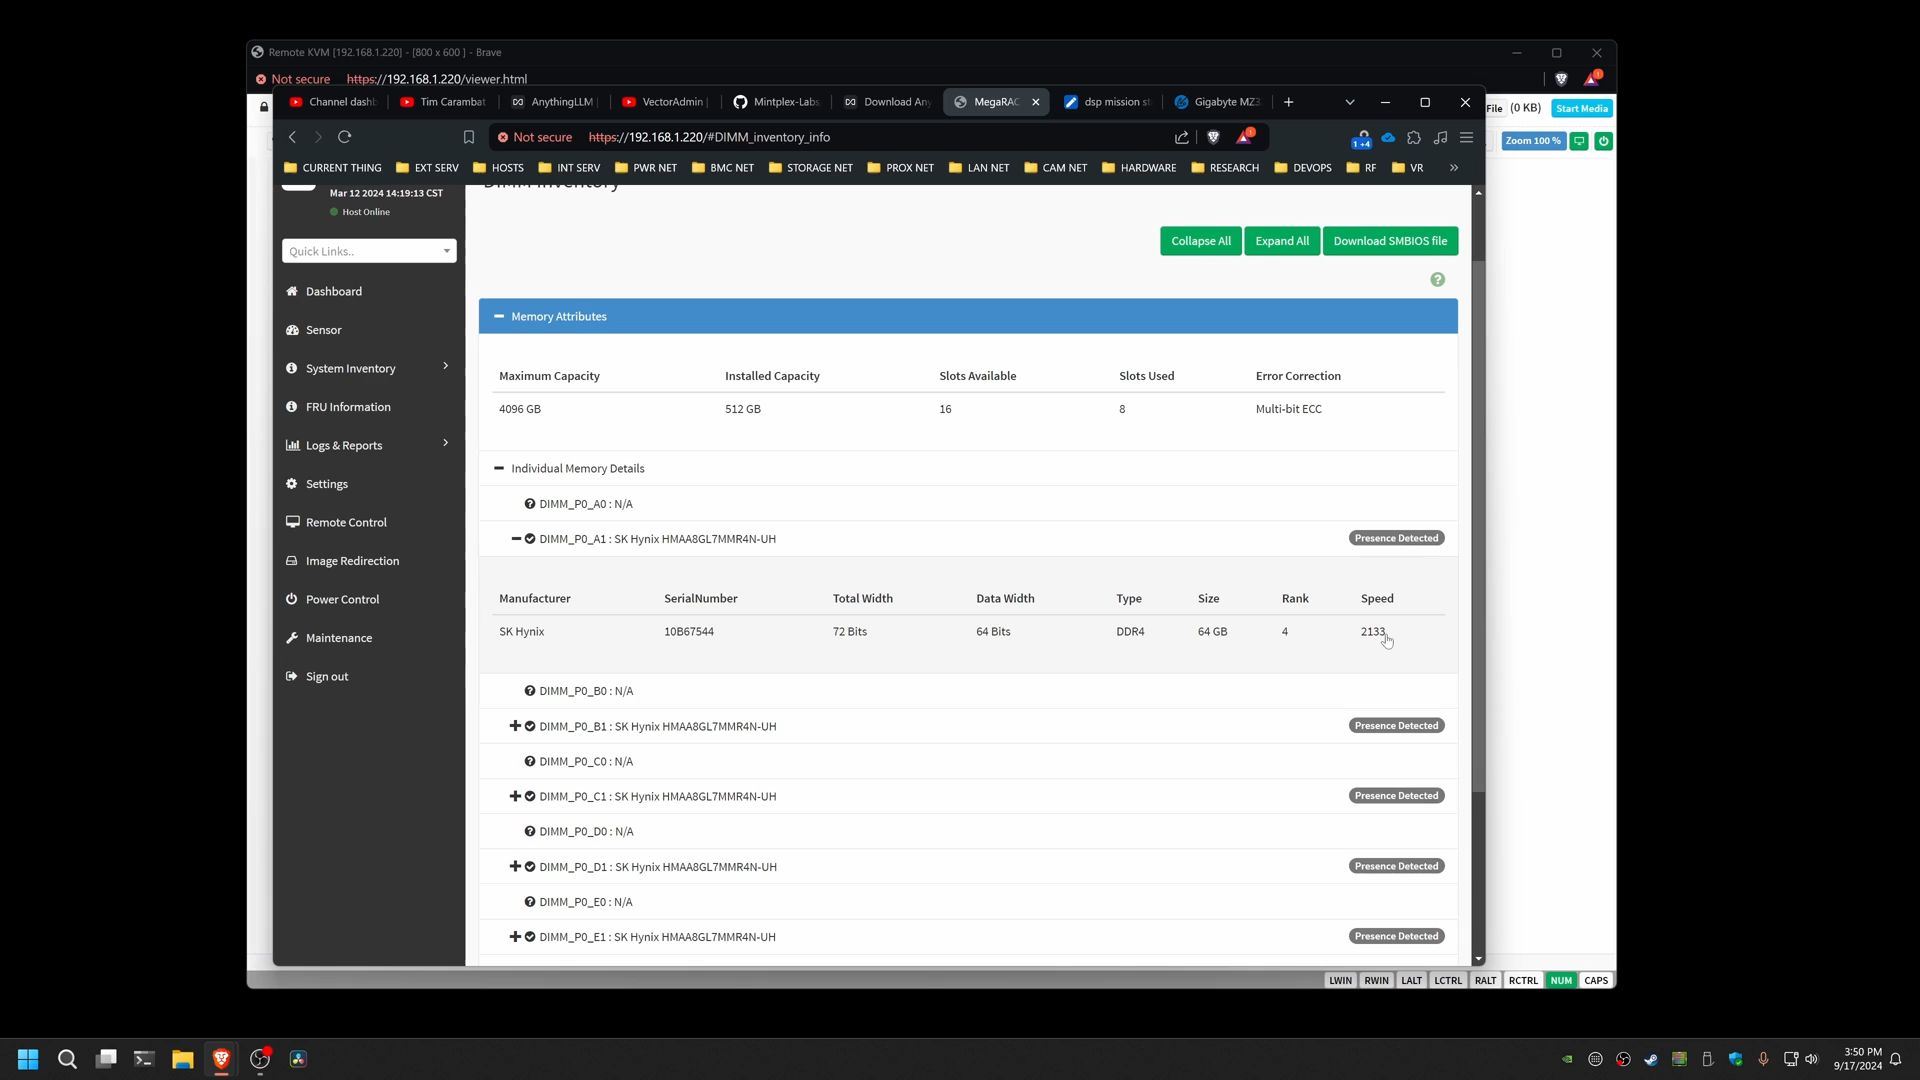 Remote KVM [192.168.1.220] - [800 x 600 ] - Brave
Not secure https://192.168.1.220/viewer.html
Channel dashb
Tim Carambat
AnythingLLM
VectorAdmin
Mintplex-Labs
Download Any
MegaRAC
dsp mission st
Gigabyte MZ3
File (0 KB) Start Media
Not secure https://192.168.1.220/#DIMM_inventory_info
1 +4
Zoom 100 %
CURRENT THING EXT SERV HOSTS INT SERV PWR NET BMC NET STORAGE NET PROX NET LAN NET CAM NET HARDWARE RESEARCH DEVOPS RF VR »
DIMM Inventory
Mar 12 2024 14:19:13 CST
Host Online
Quick Links..
Dashboard
Sensor
System Inventory
FRU Information
Logs & Reports
Settings
Remote Control
Image Redirection
Power Control
Maintenance
Sign out
Collapse All Expand All Download SMBIOS file
Memory Attributes
Maximum Capacity Installed Capacity Slots Available Slots Used Error Correction
4096 GB 512 GB 16 8 Multi-bit ECC
Individual Memory Details
DIMM_P0_A0 : N/A
DIMM_P0_A1 : SK Hynix HMAA8GL7MMR4N-UH Presence Detected
Manufacturer SerialNumber Total Width Data Width Type Size Rank Speed
SK Hynix 10B67544 72 Bits 64 Bits DDR4 64 GB 4 2133
DIMM_P0_B0 : N/A
DIMM_P0_B1 : SK Hynix HMAA8GL7MMR4N-UH Presence Detected
DIMM_P0_C0 : N/A
DIMM_P0_C1 : SK Hynix HMAA8GL7MMR4N-UH Presence Detected
DIMM_P0_D0 : N/A
DIMM_P0_D1 : SK Hynix HMAA8GL7MMR4N-UH Presence Detected
DIMM_P0_E0 : N/A
DIMM_P0_E1 : SK Hynix HMAA8GL7MMR4N-UH Presence Detected
LWIN RWIN LALT LCTRL RALT RCTRL NUM CAPS
3:50 PM
9/17/2024